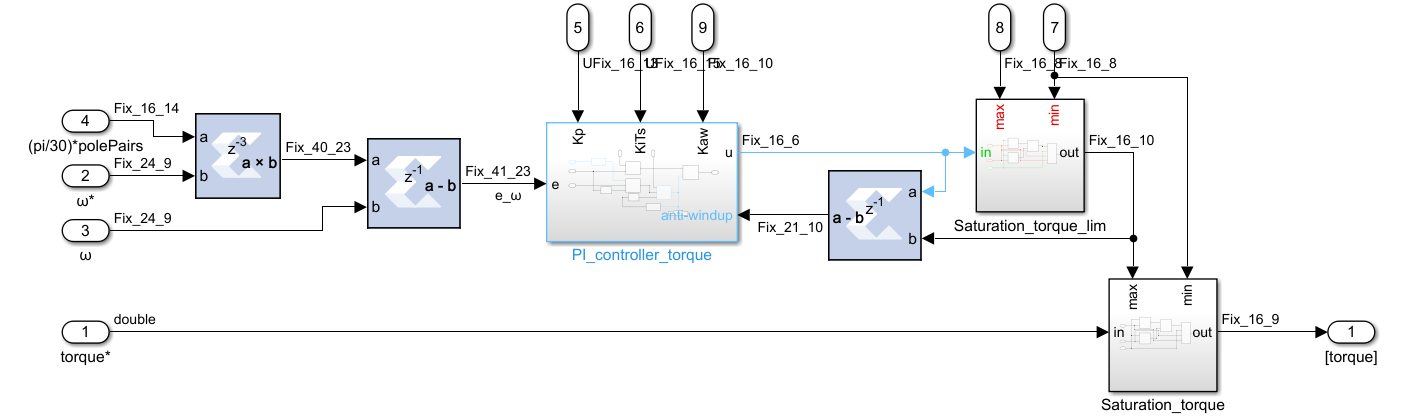 5
6
9
8
7
UFix_16_13
UFix_16_15
Fix_16_10
Fix_16_8
Fix_16_8
4
Fix_16_14
(pi/30)*polePairs
2
Fix_24_9
ω*
3
Fix_24_9
ω
a
b
z-3
a × b
Fix_40_23
a
b
z-1
a - b
Fix_41_23
e_ω
Kp
KiTs
Kaw
e
u
anti-windup
PI_controller_torque
Fix_16_6
a - b
z-1
a
b
Fix_21_10
max
min
in
out
Saturation_torque_lim
Fix_16_10
1
double
torque*
max
min
in
out
Saturation_torque
Fix_16_9
1
[torque]